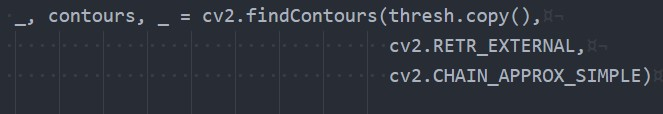 _, contours, _ = cv2.findContours(thresh.copy(),
cv2.RETR_EXTERNAL,
cv2.CHAIN_APPROX_SIMPLE)